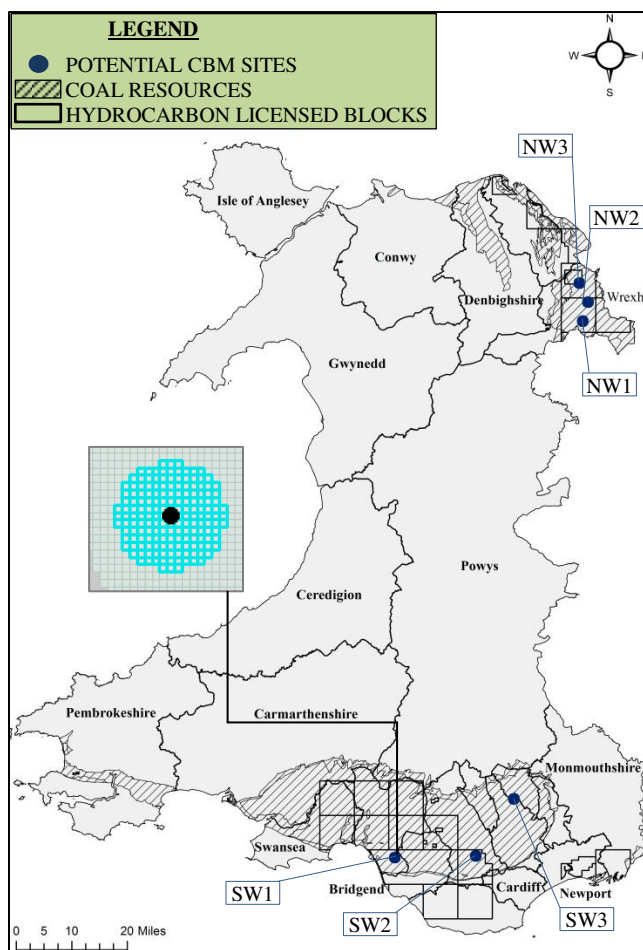 LEGEND
POTENTIAL CBM SITES
COAL RESOURCES
HYDROCARBON LICENSED BLOCKS
N
W
S
NW3
NW2
Isle of Anglesey
Conwy
Denbighshire
Wrexh
Gwynedd
NW1
Powys
Ceredigion
Pembrokeshire
Carmarthenshire
Monmouthshire
Swansea
SW1
Bridgend
Cardiff
Newport
SW2
SW3
0 5 10 20 Miles